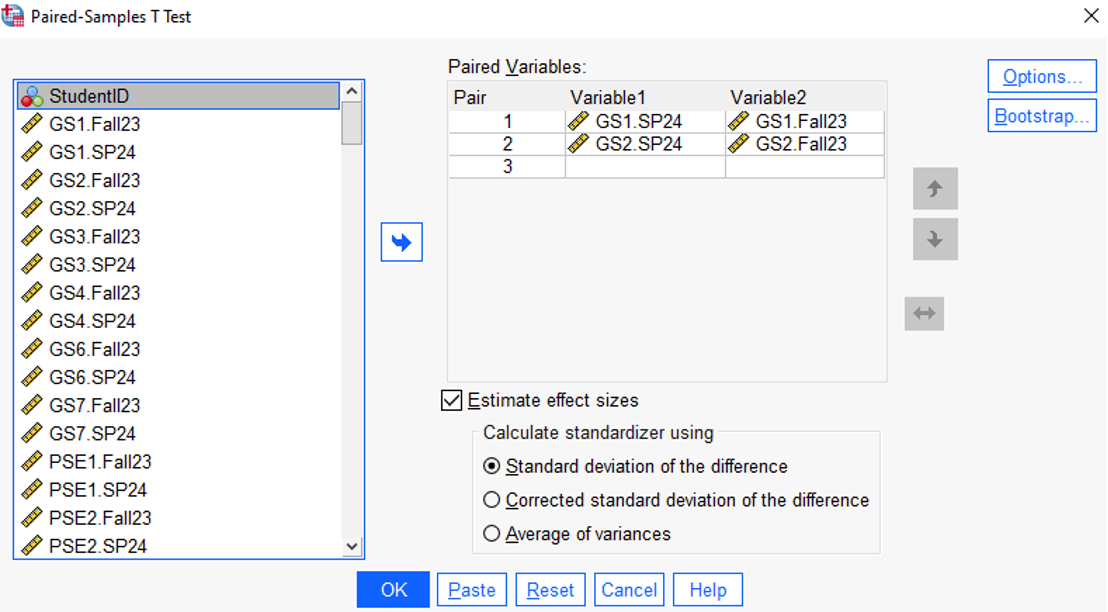 Paired-Samples T Test
StudentID
GS1.Fall23
GS1.SP24
GS2.Fall23
GS2.SP24
GS3.Fall23
GS3.SP24
GS4.Fall23
GS4.SP24
GS6.Fall23
GS6.SP24
GS7.Fall23
GS7.SP24
PSE1.Fall23
PSE1.SP24
PSE2.Fall23
PSE2.SP24
Paired Variables:
Pair Variable1 Variable2
1 GS1.SP24 GS1.Fall23
2 GS2.SP24 GS2.Fall23
3
Estimate effect sizes
Calculate standardizer using
Standard deviation of the difference
Corrected standard deviation of the difference
Average of variances
Options...
Bootstrap...
OK Paste Reset Cancel Help